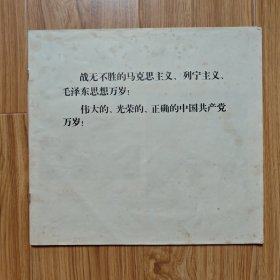 战无不胜的马克思主义、列宁主义、
毛泽东思想万岁！
伟大的、光荣的、正确的中国共产党
万岁！